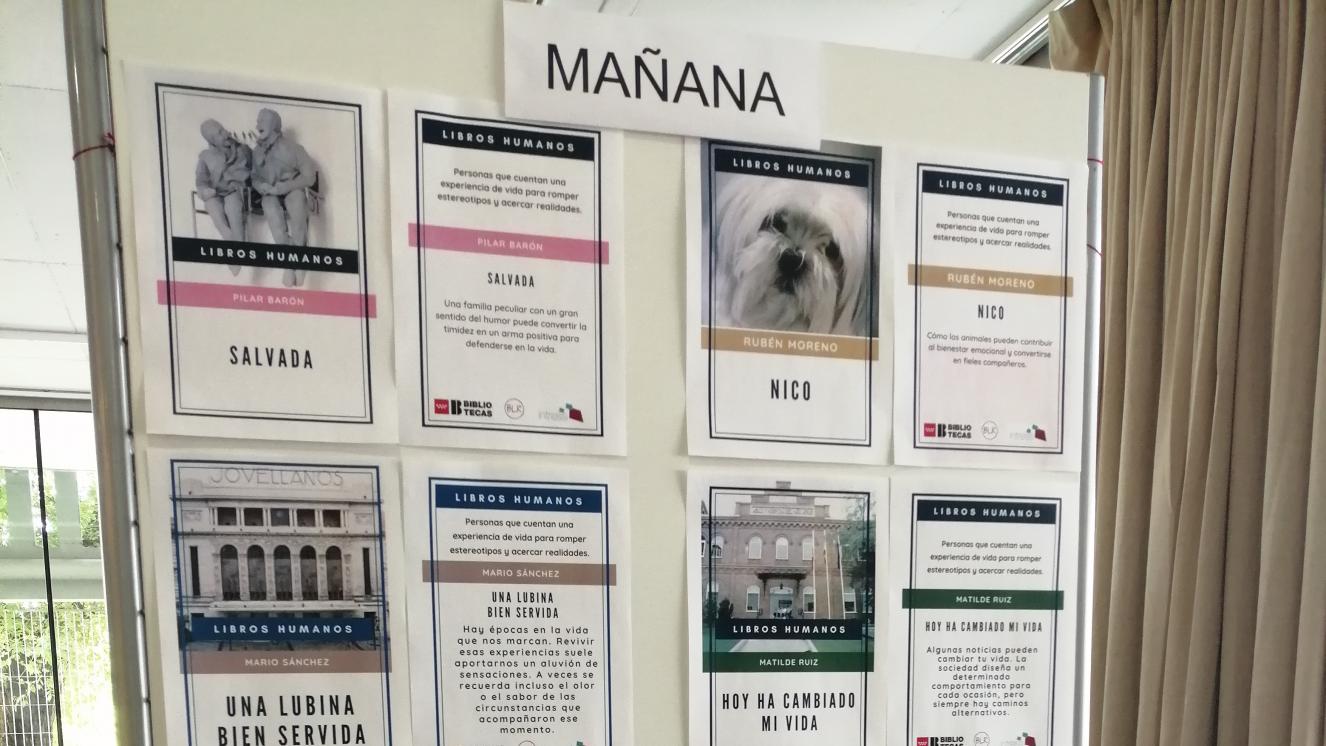 MAÑANA
LIBROS HUMANOS
PILAR BARÓN
SALVADA
LIBROS HUMANOS
Personas que cuentan una
experiencia de vida para romper
estereotipos y acercar realidades.
PILAR BARÓN
SALVADA
Una familia peculiar con un gran
sentido del humor puede convertir la
timidez en un arma positiva para
defenderse en la vida.
BIBLIO
TECAS
BLK
LIBROS HUMANOS
RUBÉN MORENO
NICO
LIBROS HUMANOS
Personas que cuentan una
experiencia de vida para romper
estereotipos y acercar realidades.
RUBÉN MORENO
NICO
Cómo los animales pueden contribuir
al bienestar emocional y convertirse
en fieles compañeros.
BIBLIO
TECAS
JOVELLANOS
LIBROS HUMANOS
MARIO SÁNCHEZ
UNA LUBINA
BIEN SERVIDA
LIBROS HUMANOS
Personas que cuentan una
experiencia de vida para romper
estereotipos y acercar realidades.
MARIO SÁNCHEZ
UNA LUBINA
BIEN SERVIDA
Hay épocas en la vida
que nos marcan. Revivir
esas experiencias suele
aportarnos un aluvión de
sensaciones. A veces se
recuerda incluso el olor
o el sabor de las
circunstancias que
acompañaron ese
momento.
LIBROS HUMANOS
MATILDE RUIZ
HOY HA CAMBIADO
MI VIDA
LIBROS HUMANOS
Personas que cuentan una
experiencia de vida para romper
estereotipos y acercar realidades.
MATILDE RUIZ
HOY HA CAMBIADO MI VIDA
Algunas noticias pueden
cambiar tu vida. La
sociedad diseña un
determinado
comportamiento para
cada ocasión, pero
siempre hay caminos
alternativos.
BIBLIO
TECAS